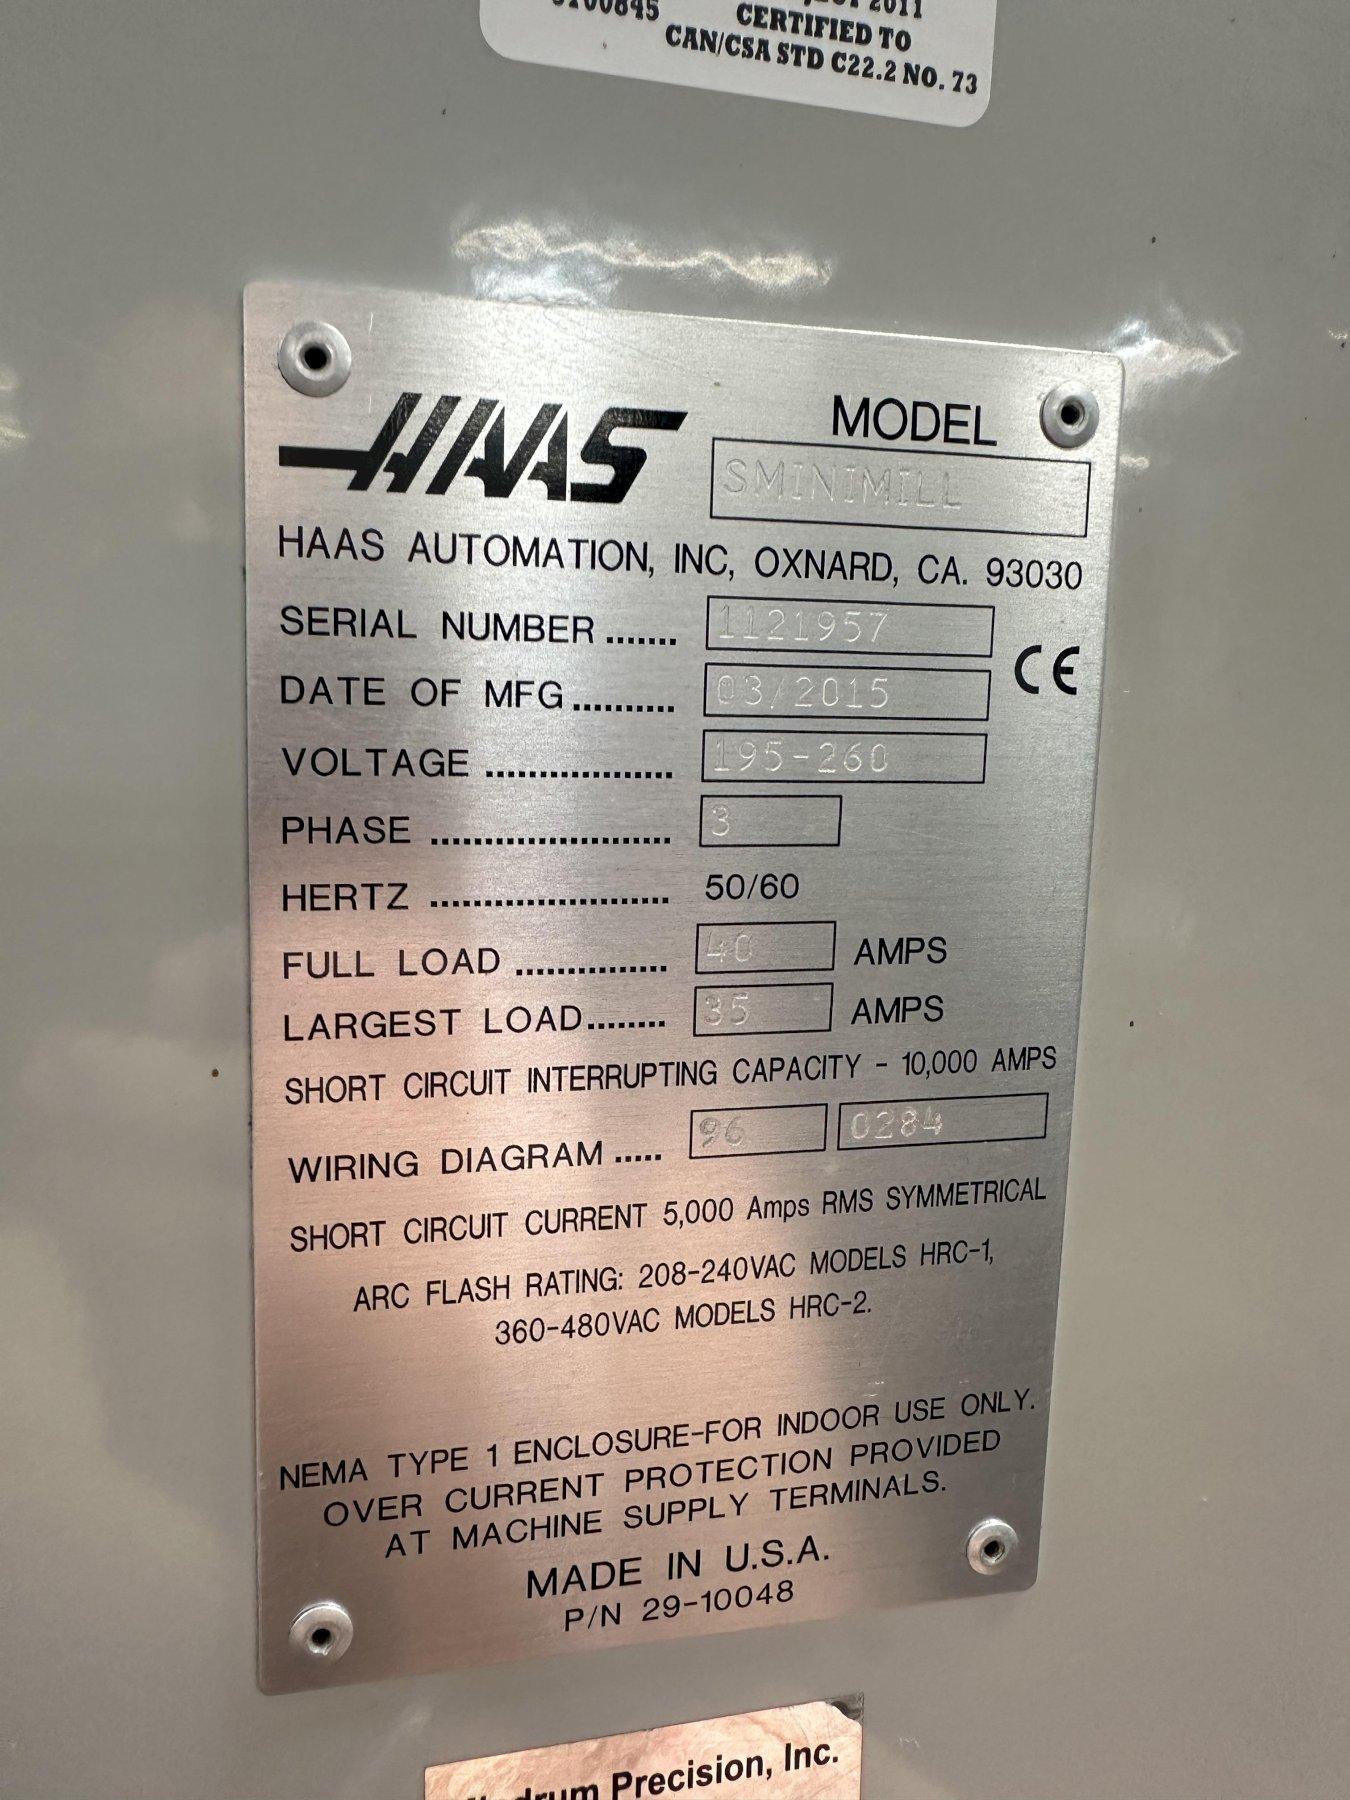 2011
5100845 CERTIFIED TO
CAN/CSA STD C22.2 NO. 73
HAAS
MODEL
SMINIMILL
HAAS AUTOMATION, INC, OXNARD, CA. 93030
SERIAL NUMBER ....... 1121957
CE
DATE OF MFG .......... 03/2015
VOLTAGE .................. 195-260
PHASE ....................... 3
HERTZ ....................... 50/60
FULL LOAD ............... 40 AMPS
LARGEST LOAD........ 35 AMPS
SHORT CIRCUIT INTERRUPTING CAPACITY - 10,000 AMPS
WIRING DIAGRAM ..... 96 0284
SHORT CIRCUIT CURRENT 5,000 Amps RMS SYMMETRICAL
ARC FLASH RATING: 208-240VAC MODELS HRC-1,
360-480VAC MODELS HRC-2.
NEMA TYPE 1 ENCLOSURE-FOR INDOOR USE ONLY.
OVER CURRENT PROTECTION PROVIDED
AT MACHINE SUPPLY TERMINALS.
MADE IN U.S.A.
P/N 29-10048
Precision, Inc.